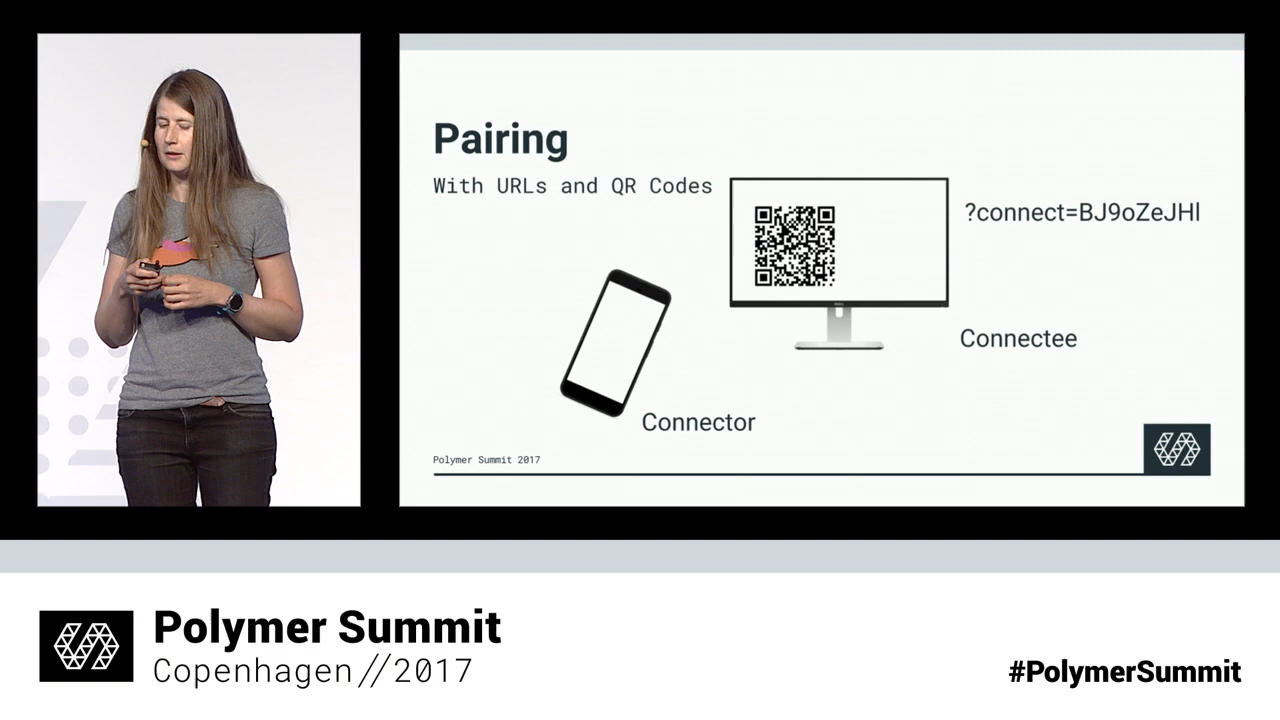 Pairing
With URLs and QR Codes
?connect=BJ9oZeJHl
Connectee
Connector
Polymer Summit 2017
Polymer Summit
Copenhagen//2017
#PolymerSummit